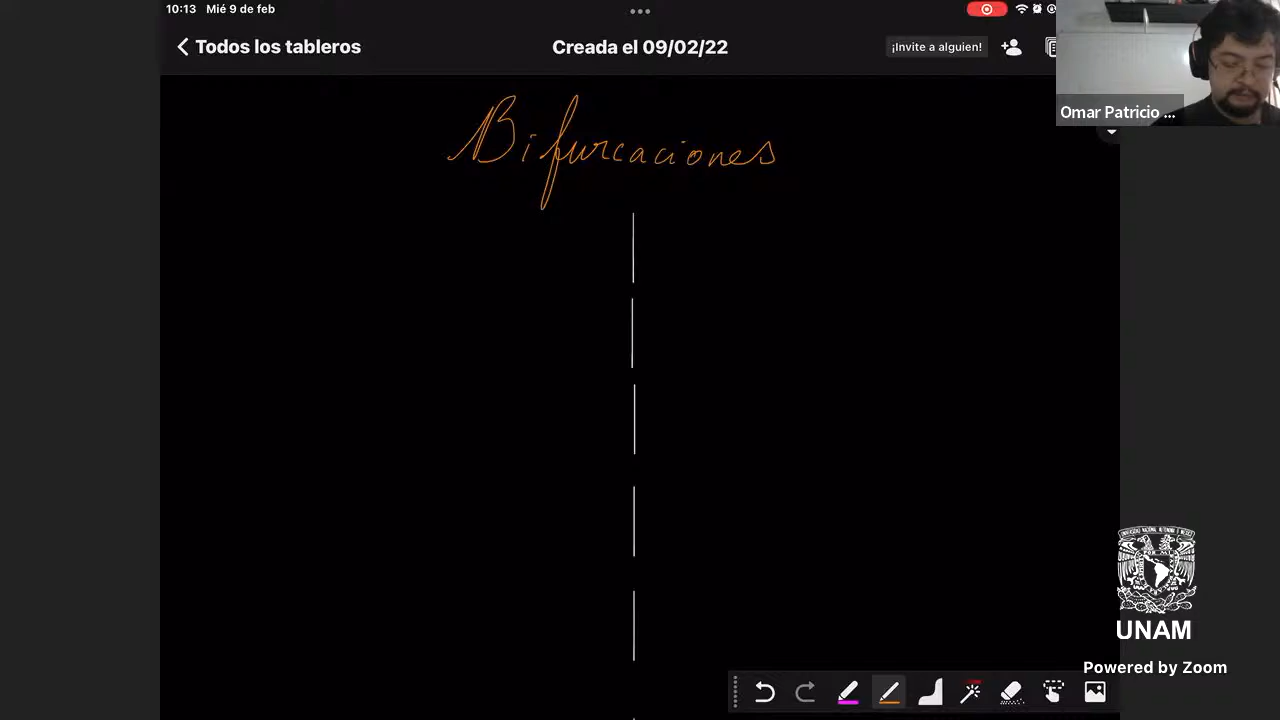 10:13 Mié 9 de feb
Todos los tableros
Creada el 09/02/22
¡Invite a alguien!
Omar Patricio ...
Bifurcaciones
UNAM
Powered by Zoom